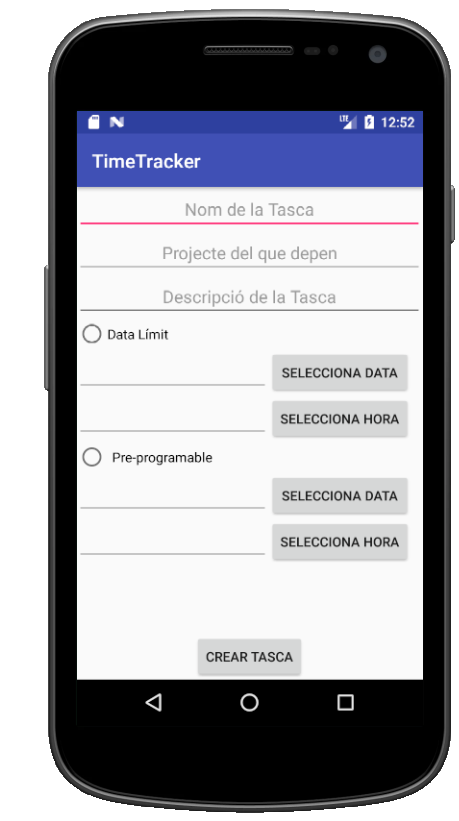 LTE 12:52
TimeTracker
Nom de la Tasca
Projecte del que depen
Descripció de la Tasca
Data Límit
SELECCIONA DATA
SELECCIONA HORA
Pre-programable
SELECCIONA DATA
SELECCIONA HORA
CREAR TASCA